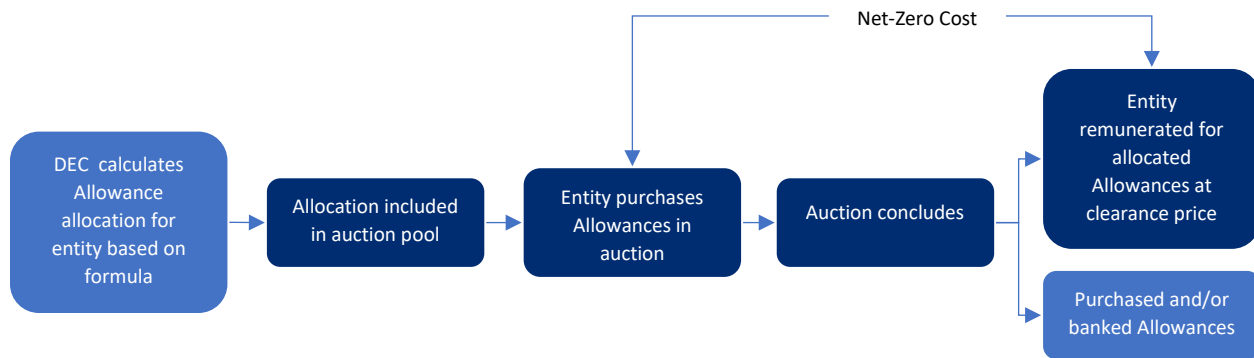 Net-Zero Cost
DEC calculates
Allowance
allocation for
entity based on
formula
Allocation included
in auction pool
Entity purchases
Allowances in
auction
Auction concludes
Entity
remunerated for
allocated
Allowances at
clearance price
Purchased and/or
banked Allowances